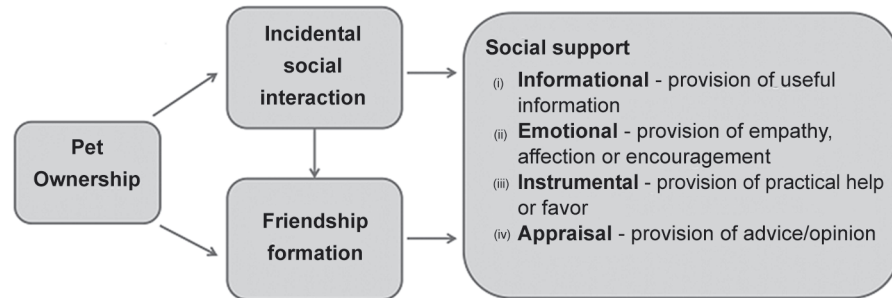 Pet
Ownership
Incidental
social
interaction
Friendship
formation
Social support
(i) Informational - provision of useful
information
(ii) Emotional - provision of empathy,
affection or encouragement
(iii) Instrumental - provision of practical help
or favor
(iv) Appraisal - provision of advice/opinion